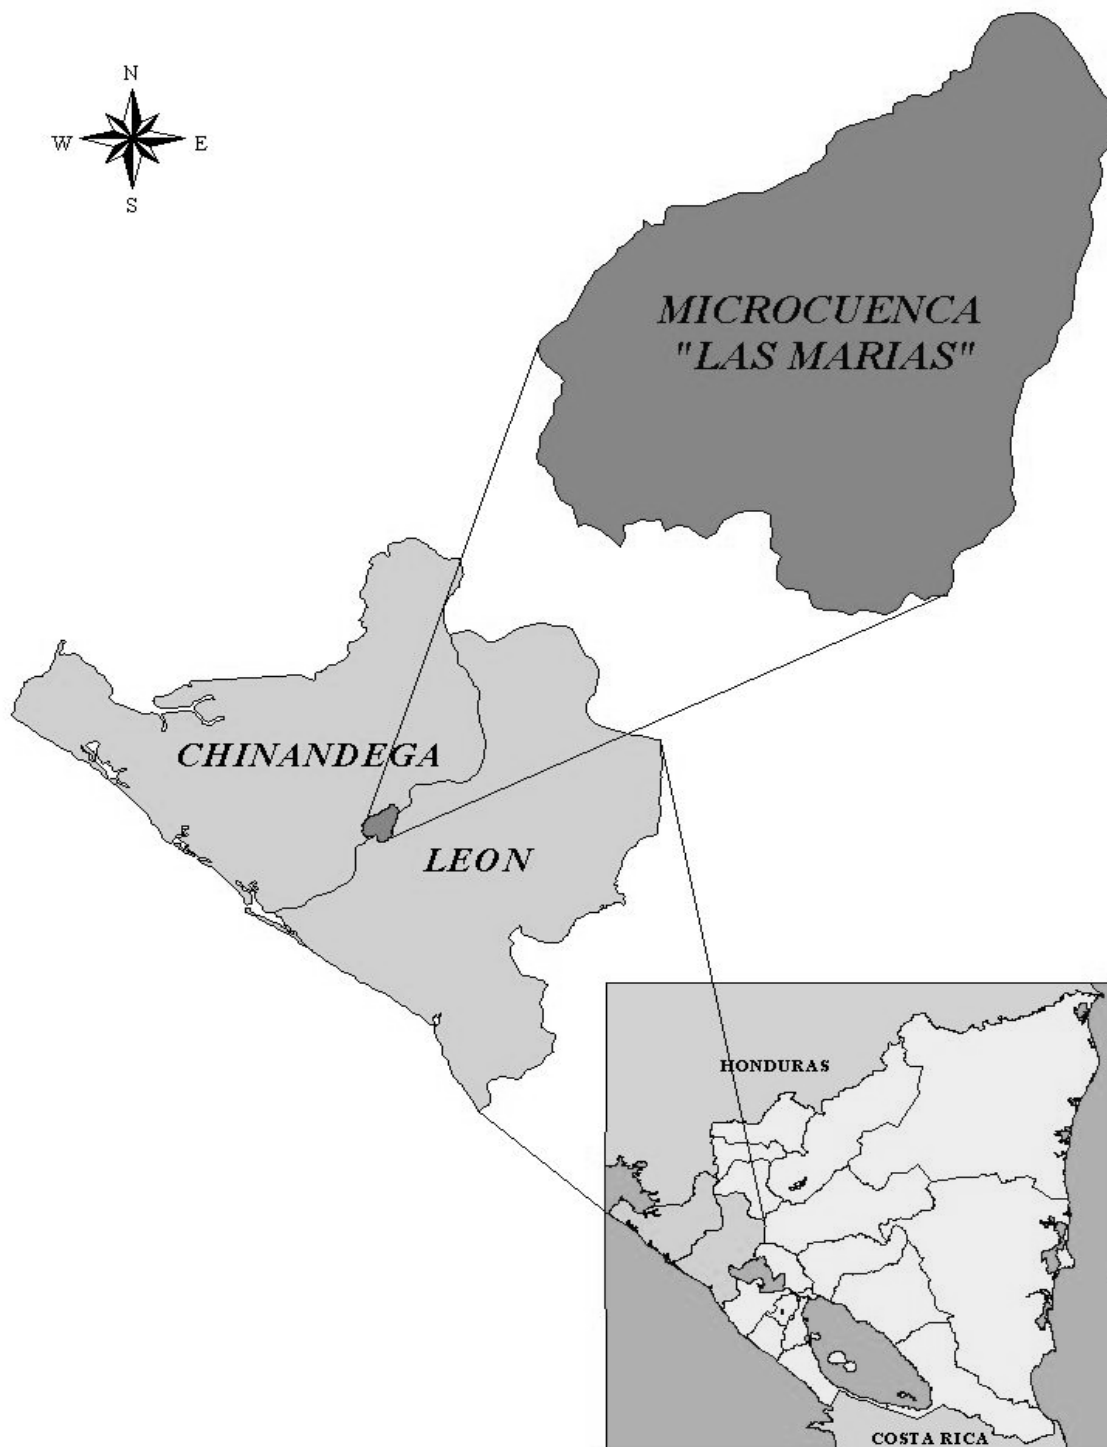 N
W E
S
MICROCUENCA
"LAS MARIAS"
CHINANDEGA
LEON
HONDURAS
COSTA RICA